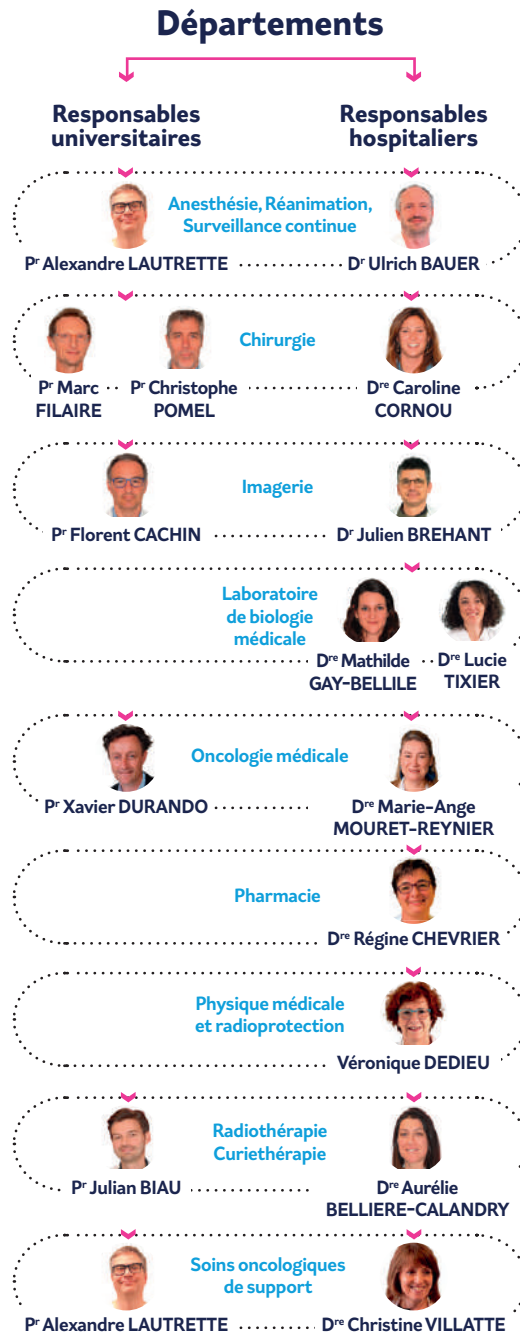 Départements
Responsables universitaires
Responsables hospitaliers
Anesthésie, Réanimation,
Surveillance continue
Pr Alexandre LAUTRETTE
Dr Ulrich BAUER
Chirurgie
Pr Marc
FILAIRE
Pr Christophe
POMEL
Dre Caroline
CORNOU
Imagerie
Pr Florent CACHIN
Dr Julien BREHANT
Laboratoire
de biologie
médicale
Dre Mathilde
GAY-BELLILE
Dre Lucie
TIXIER
Oncologie médicale
Pr Xavier DURANDO
Dre Marie-Ange
MOURET-REYNIER
Pharmacie
Dre Régine CHEVRIER
Physique médicale
et radioprotection
Véronique DEDIEU
Radiothérapie
Curiethérapie
Pr Julian BIAU
Dre Aurélie
BELLIERE-CALANDRY
Soins oncologiques
de support
Pr Alexandre LAUTRETTE
Dre Christine VILLATTE